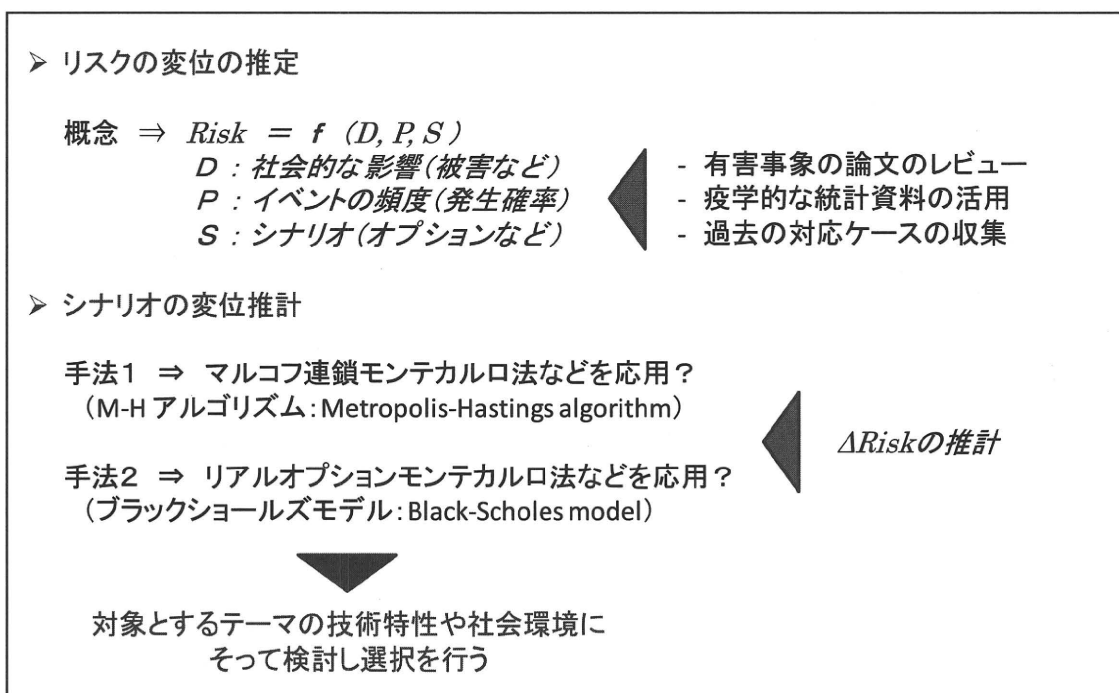 ➢ リスクの変位の推定
概念 ⇒ Risk = f (D, P, S)
D : 社会的な影響(被害など)
P : イベントの頻度(発生確率)
S : シナリオ(オプションなど)
- 有害事象の論文のレビュー
- 疫学的な統計資料の活用
- 過去の対応ケースの収集
➢ シナリオの変位推計
手法1 ⇒ マルコフ連鎖モンテカルロ法などを応用？
(M-H アルゴリズム：Metropolis-Hastings algorithm)
手法2 ⇒ リアルオプションモンテカルロ法などを応用？
(ブラックショールズモデル：Black-Scholes model)
ΔRiskの推計
対象とするテーマの技術特性や社会環境に
そって検討し選択を行う